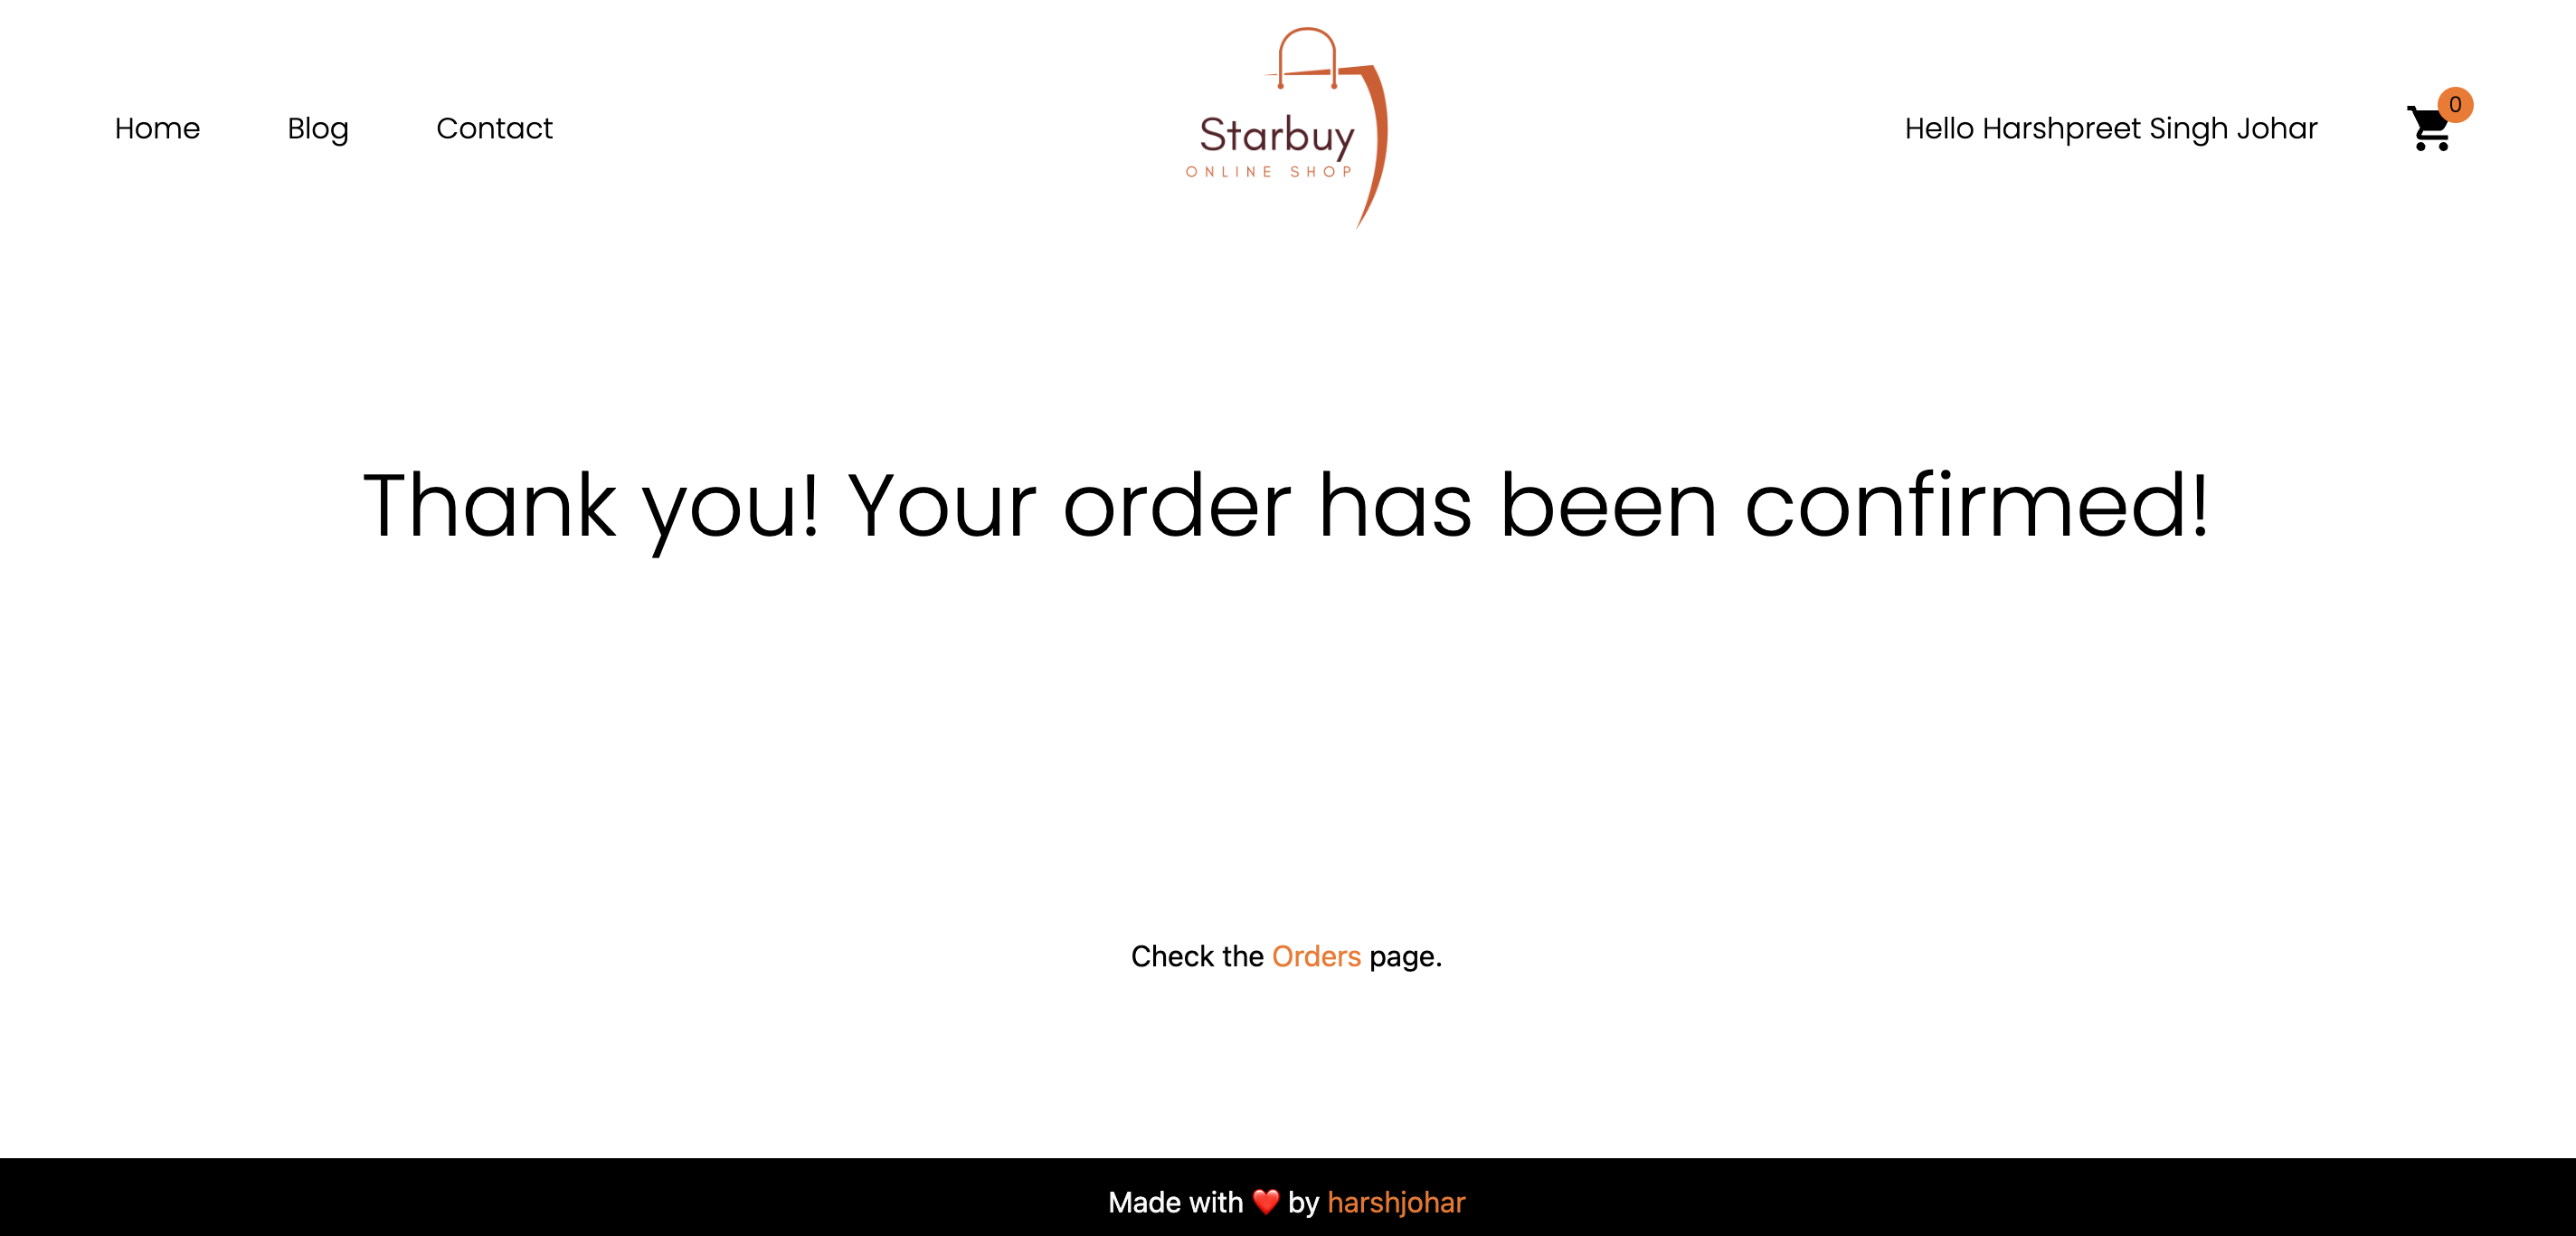 Home Blog Contact
Starbuy
ONLINE SHOP
Hello Harshpreet Singh Johar
0
Thank you! Your order has been confirmed!
Check the Orders page.
Made with ❤️ by harshjohar